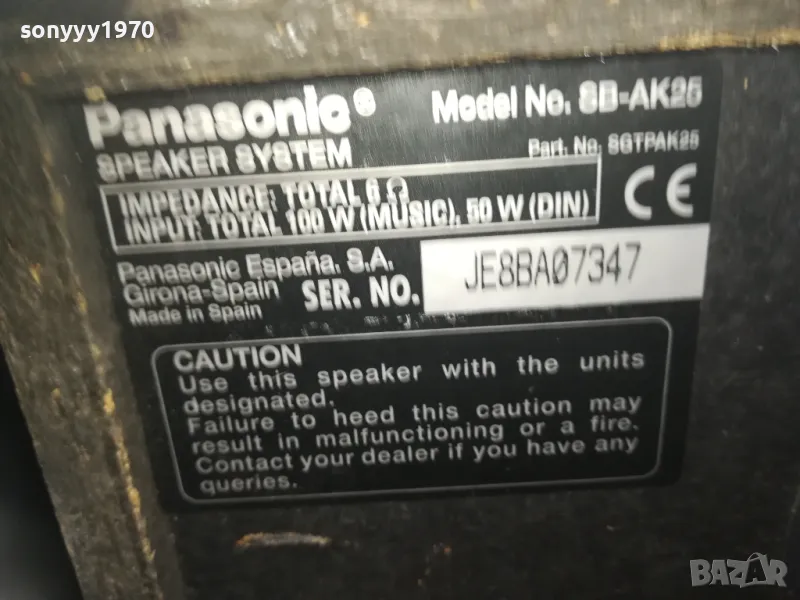 sonyyy1970
Panasonic® Model No. SB-AK25
SPEAKER SYSTEM Part. No. SGTPAK25
IMPEDANCE: TOTAL 6 Ω
INPUT: TOTAL 100 W (MUSIC), 50 W (DIN)
CE
Panasonic España, S.A.
Girona-Spain
Made in Spain
SER. NO. JE8BA07347
CAUTION
Use this speaker with the units
designated.
Failure to heed this caution may
result in malfunctioning or a fire.
Contact your dealer if you have any
queries.
BAZAR